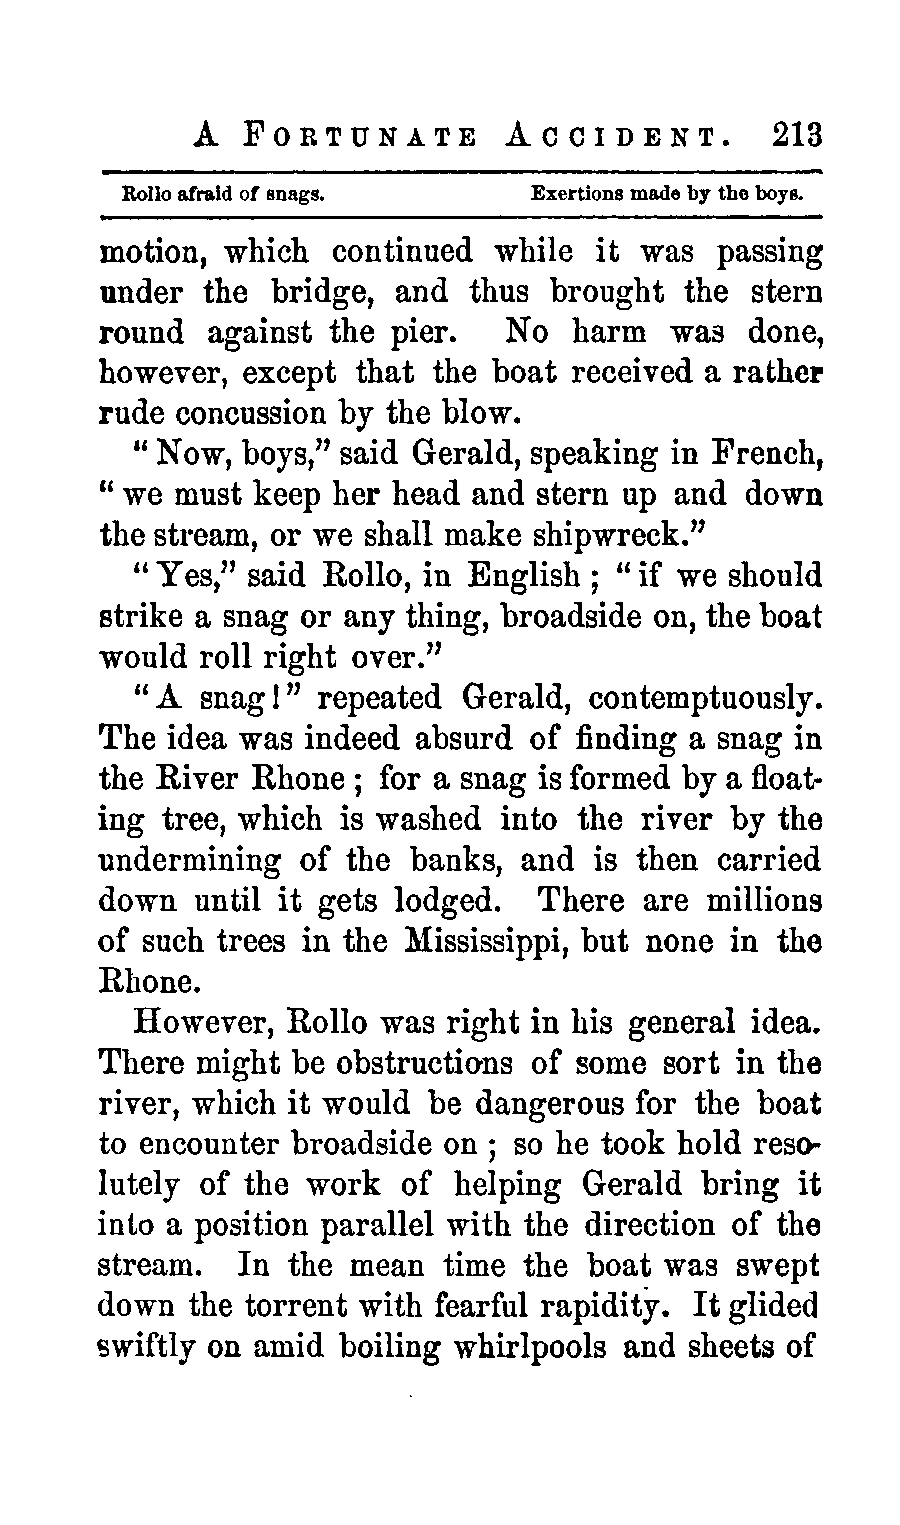 A FORTUNATE ACCIDENT. 213
Rollo afraid of snags. Exertions made by the boys.
motion, which continued while it was passing
under the bridge, and thus brought the stern
round against the pier. No harm was done,
however, except that the boat received a rather
rude concussion by the blow.
“Now, boys,” said Gerald, speaking in French,
“we must keep her head and stern up and down
the stream, or we shall make shipwreck.”
“Yes,” said Rollo, in English; “if we should
strike a snag or any thing, broadside on, the boat
would roll right over.”
“A snag!” repeated Gerald, contemptuously.
The idea was indeed absurd of finding a snag in
the River Rhone; for a snag is formed by a float-
ing tree, which is washed into the river by the
undermining of the banks, and is then carried
down until it gets lodged. There are millions
of such trees in the Mississippi, but none in the
Rhone.
However, Rollo was right in his general idea.
There might be obstructions of some sort in the
river, which it would be dangerous for the boat
to encounter broadside on; so he took hold reso-
lutely of the work of helping Gerald bring it
into a position parallel with the direction of the
stream. In the mean time the boat was swept
down the torrent with fearful rapidity. It glided
swiftly on amid boiling whirlpools and sheets of